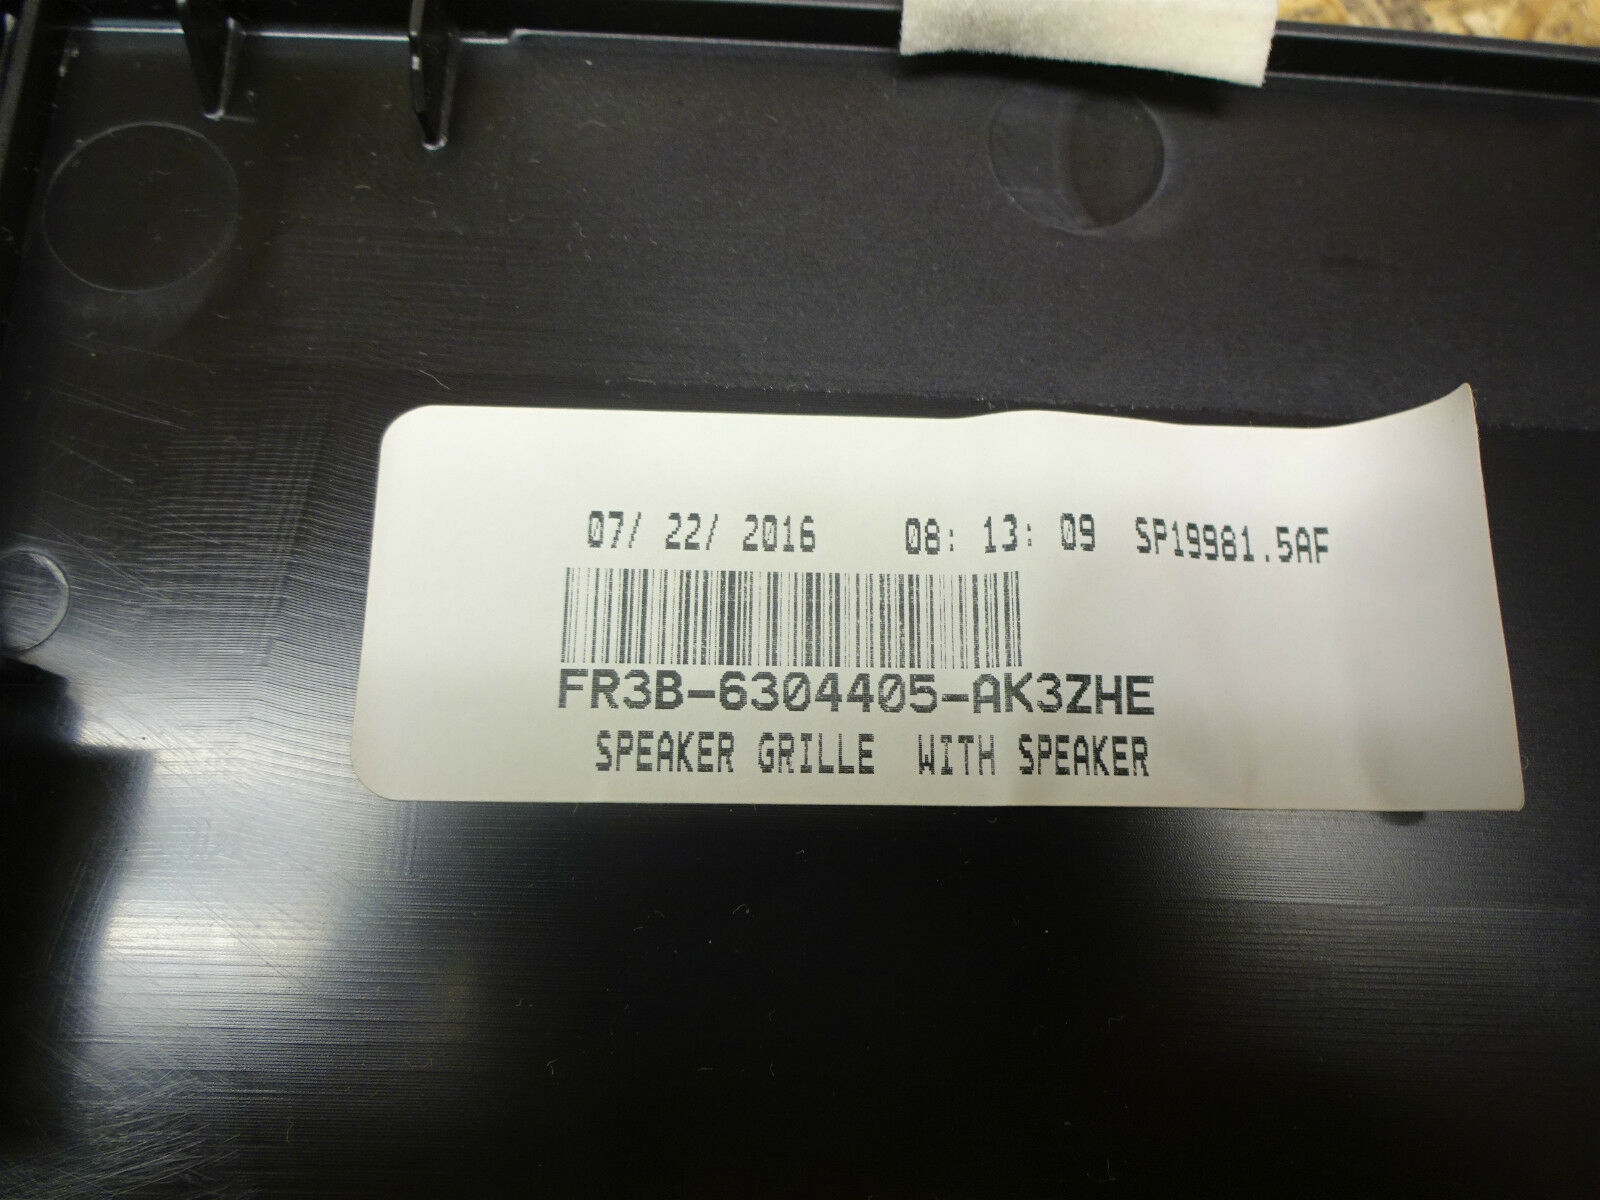 07/ 22/ 2016 08: 13: 09 SP19981.5AF
FR3B-6304405-AK3ZHE
SPEAKER GRILLE WITH SPEAKER